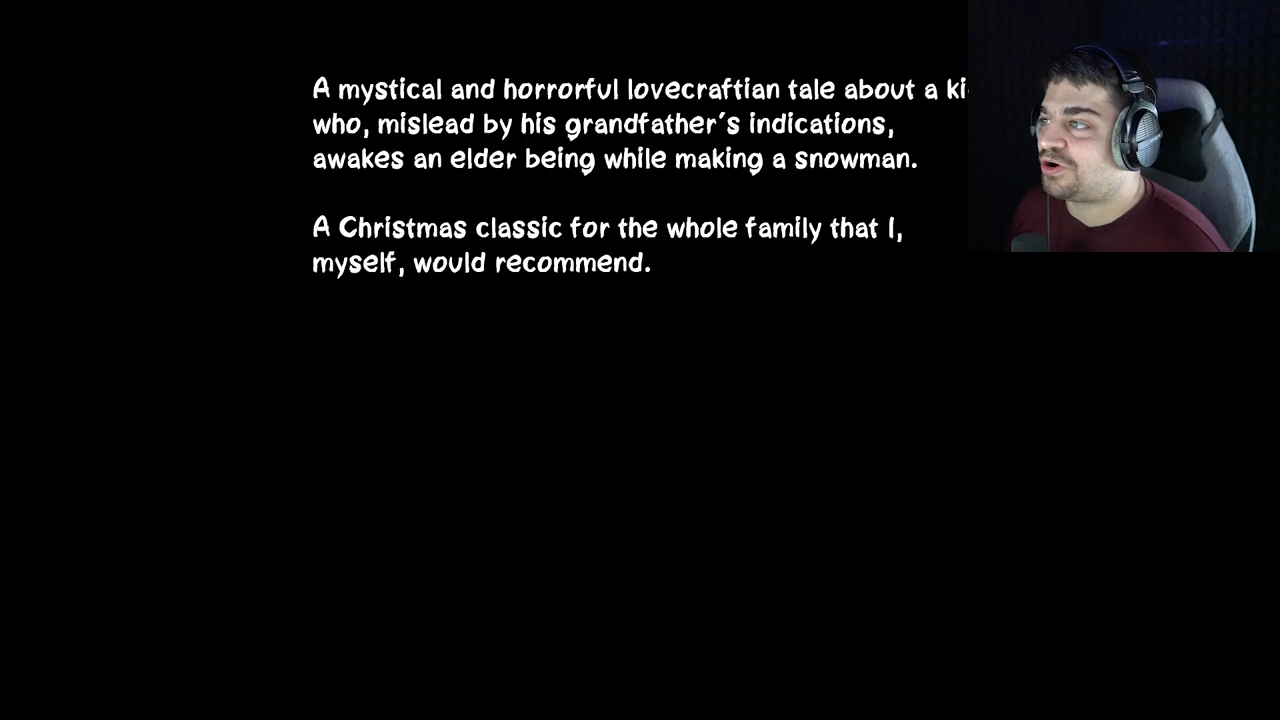 A mystical and horrorful lovecraftian tale about a
who, mislead by his grandfather's indications,
awakes an elder being while making a snowman.
A Christmas classic for the whole family that I,
myself, would recommend.